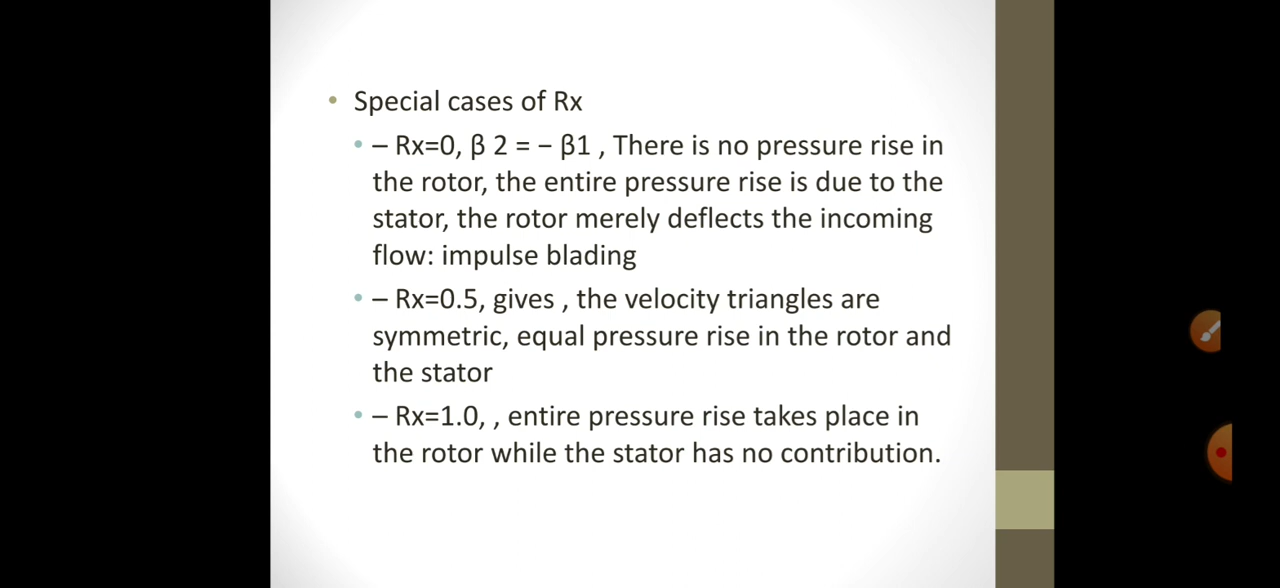 • Special cases of Rx
• – Rx=0, β 2 = − β1 , There is no pressure rise in
the rotor, the entire pressure rise is due to the
stator, the rotor merely deflects the incoming
flow: impulse blading
• – Rx=0.5, gives , the velocity triangles are
symmetric, equal pressure rise in the rotor and
the stator
• – Rx=1.0, , entire pressure rise takes place in
the rotor while the stator has no contribution.